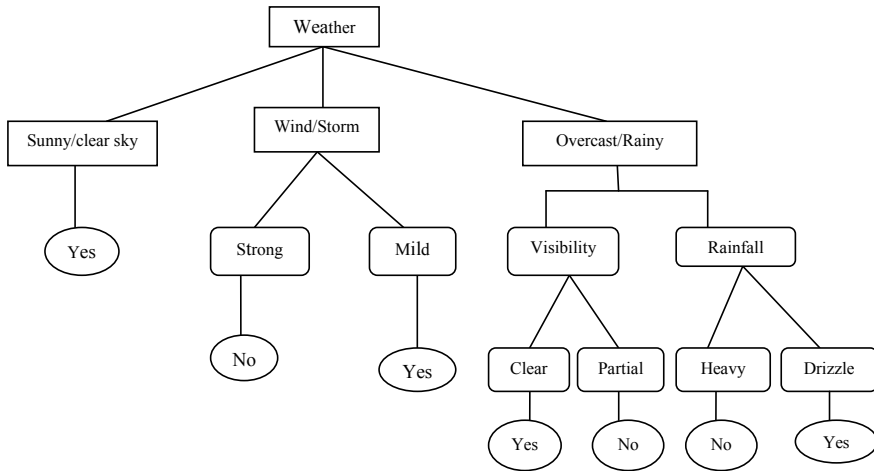 Weather
Sunny/clear sky
Wind/Storm
Overcast/Rainy
Yes
Strong
Mild
Visibility
Rainfall
No
Yes
Clear
Partial
Heavy
Drizzle
Yes
No
No
Yes